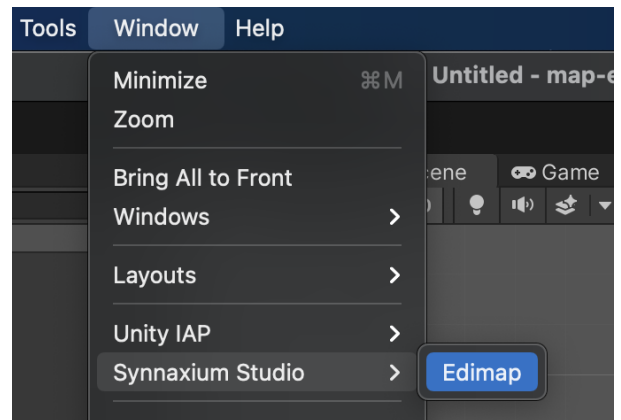 Tools Window Help
Minimize ⌘M
Untitled - map-e
Zoom
ene Game
Bring All to Front
Windows
Layouts
Unity IAP
Synnaxium Studio
Edimap